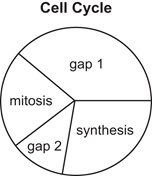 Cell Cycle
gap 1
mitosis
synthesis
gap 2